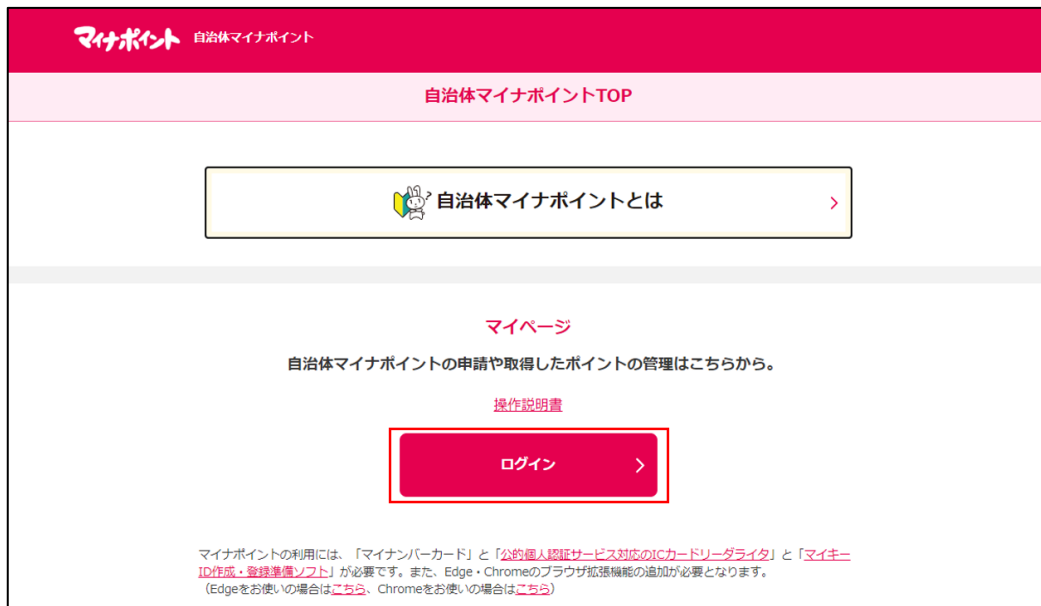 マイナポイント 自治体マイナポイント
自治体マイナポイントTOP
? 自治体マイナポイントとは
マイページ
自治体マイナポイントの申請や取得したポイントの管理はこちらから。
操作説明書
ログイン
マイナポイントの利用には、「マイナンバーカード」と「公的個人認証サービス対応のICカードリーダライタ」と「マイキー
ID作成・登録準備ソフト」が必要です。また、Edge・Chromeのブラウザ拡張機能の追加が必要となります。
（Edgeをお使いの場合はこちら、Chromeをお使いの場合はこちら）